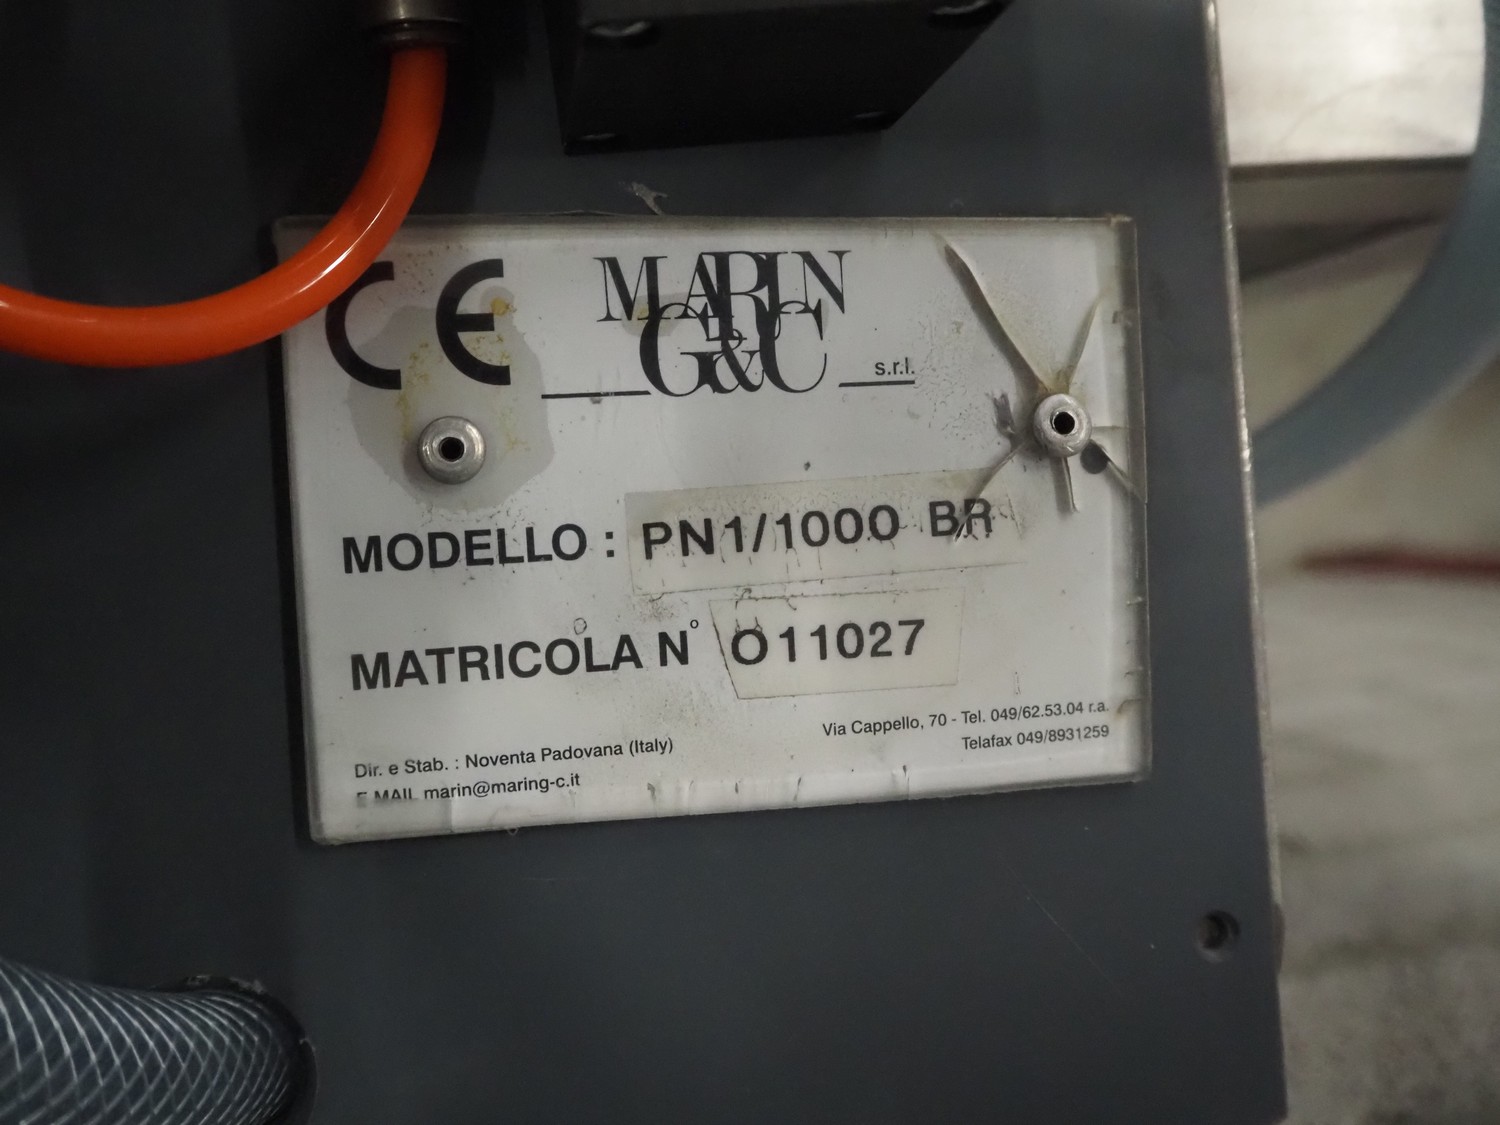 CE MARIN G&C s.r.l.
MODELLO : PN1/1000 BR
MATRICOLA N° O11027
Via Cappello, 70 - Tel. 049/62.53.04 r.a.
Telafax 049/8931259
Dir. e Stab. : Noventa Padovana (Italy)
E MAIL marin@maring-c.it